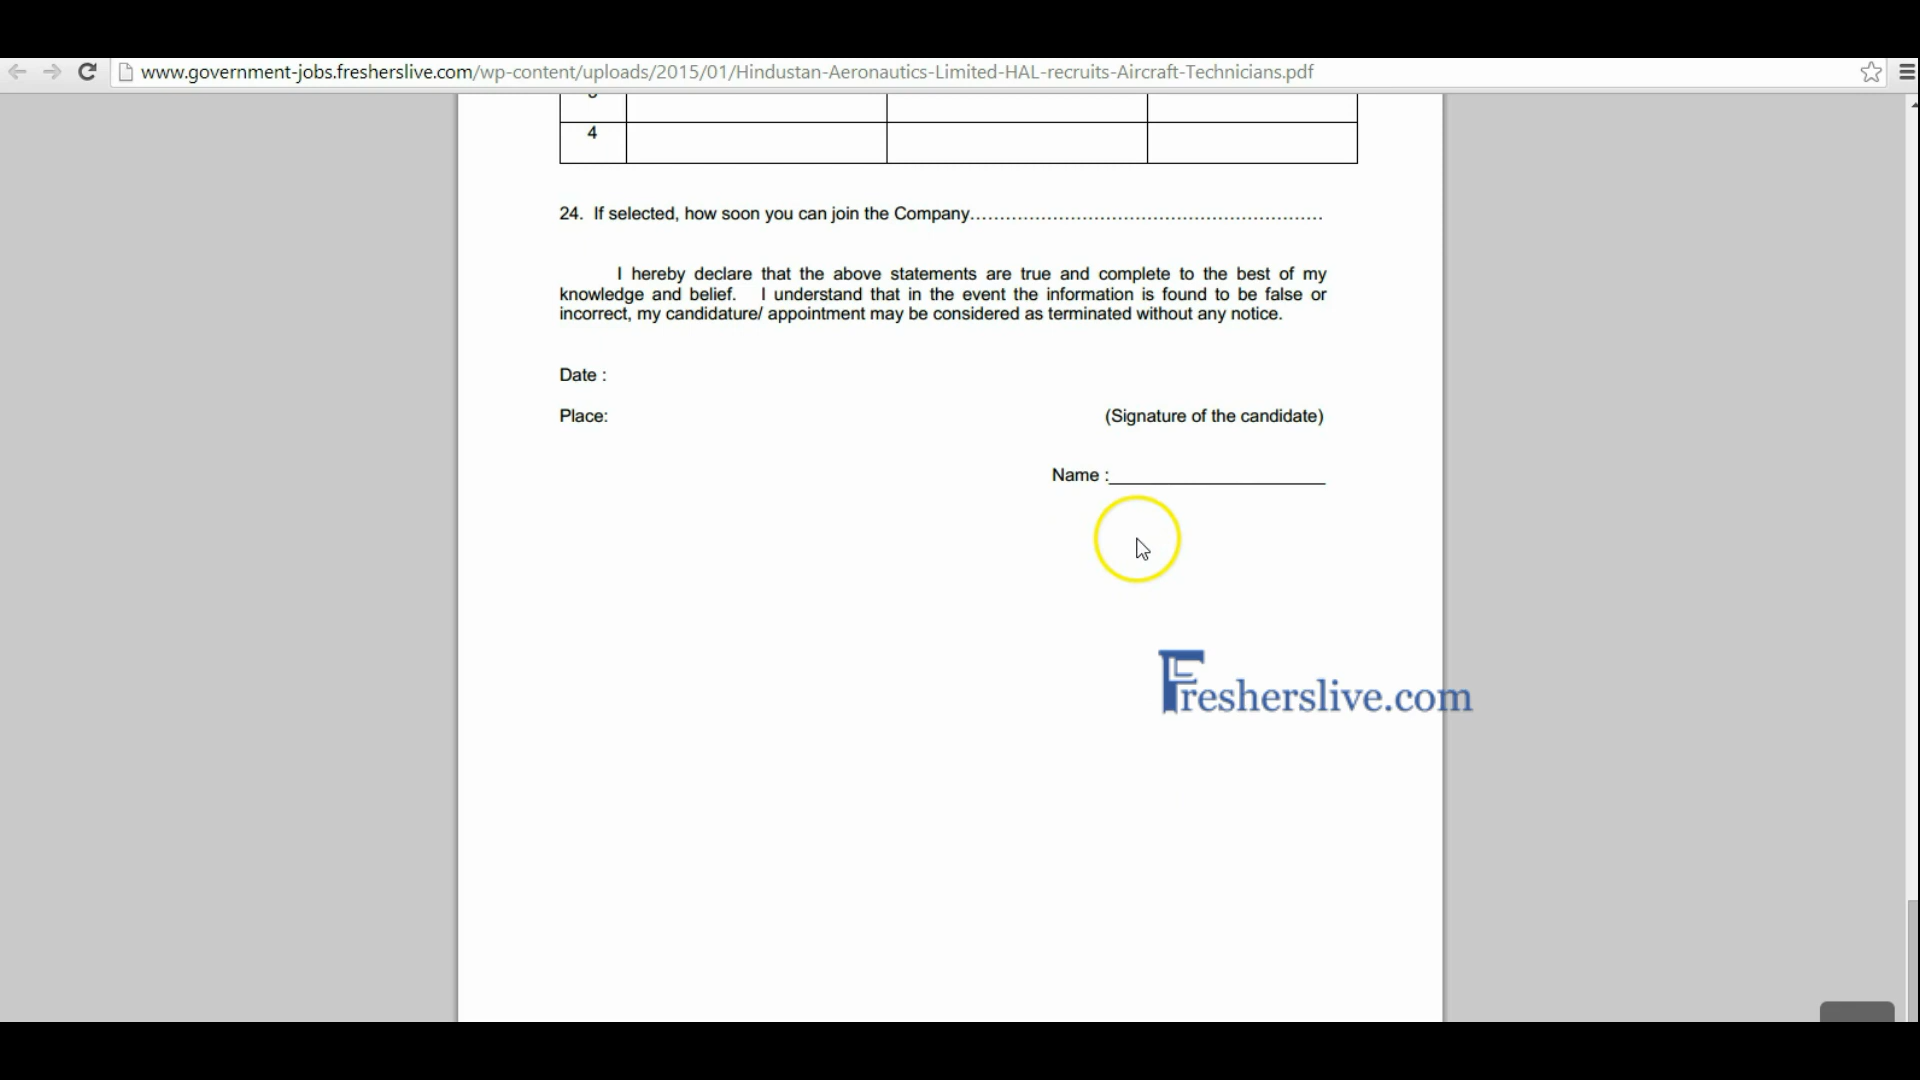 www.government-jobs.fresherslive.com/wp-content/uploads/2015/01/Hindustan-Aeronautics-Limited-HAL-recruits-Aircraft-Technicians.pdf
4
24. If selected, how soon you can join the Company............................................................
I hereby declare that the above statements are true and complete to the best of my
knowledge and belief. I understand that in the event the information is found to be false or
incorrect, my candidature/ appointment may be considered as terminated without any notice.
Date :
Place: (Signature of the candidate)
Name :______________________
Fresherslive.com